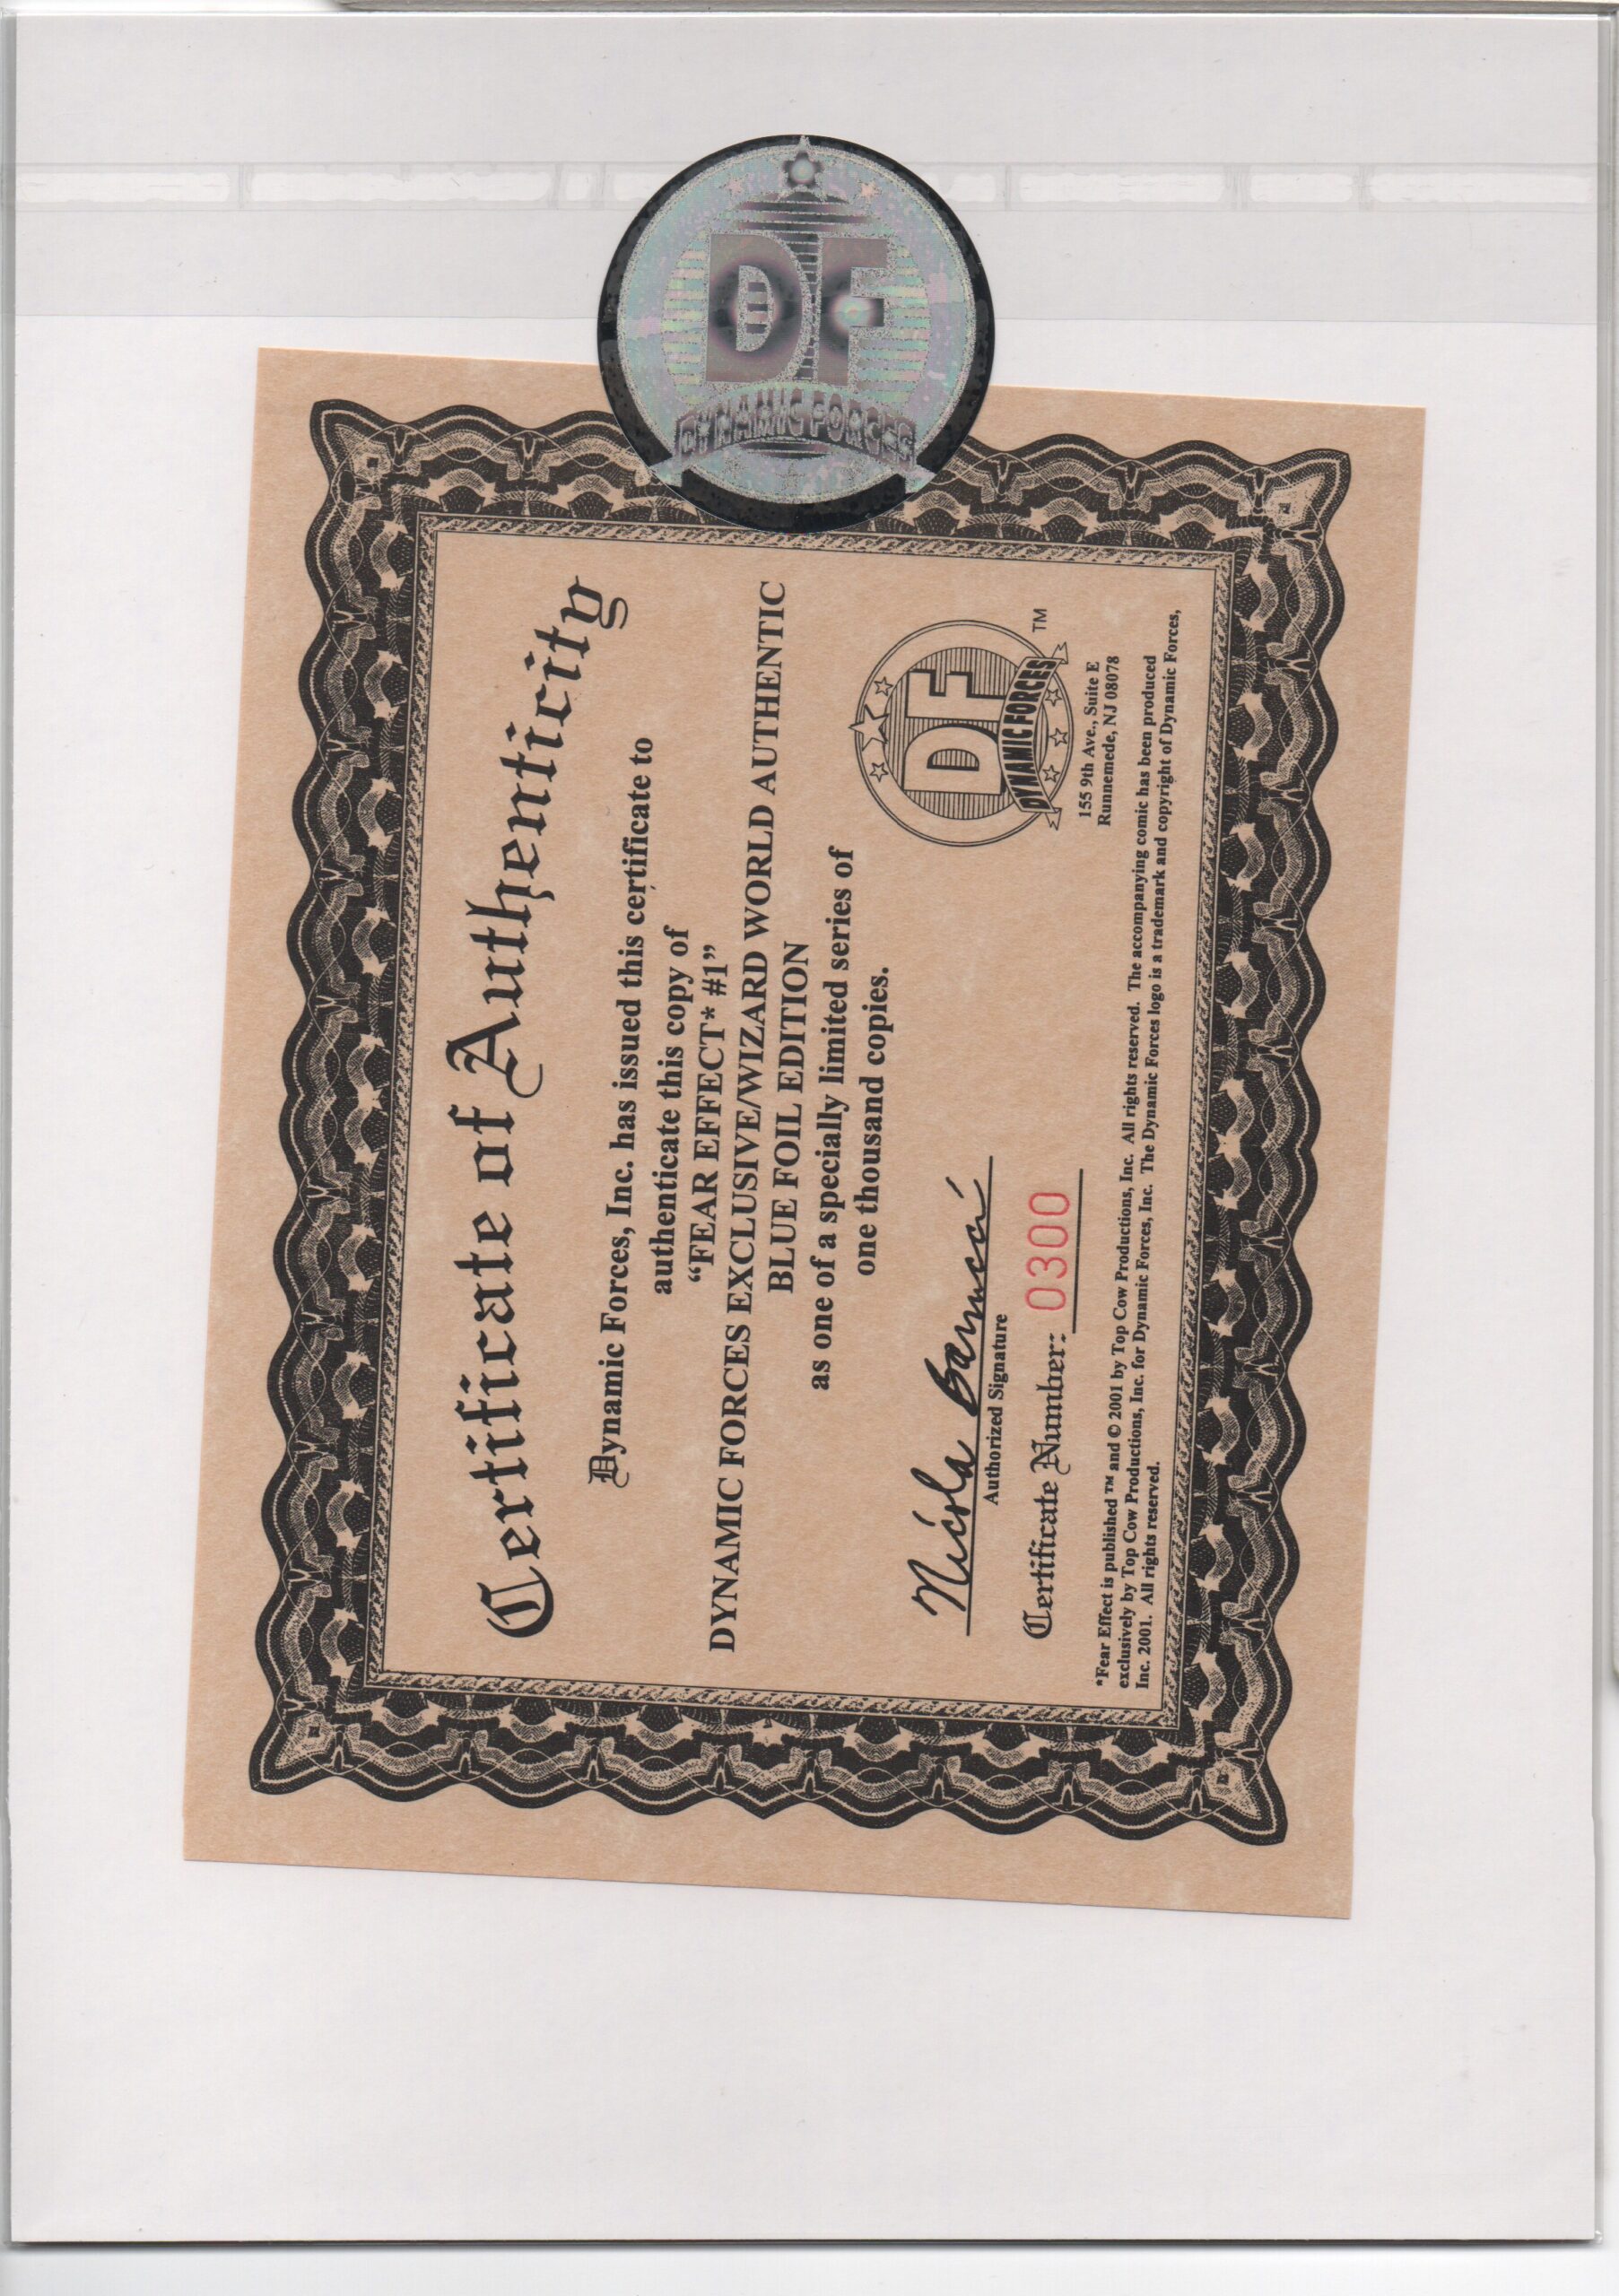 DF
DYNAMIC FORCES
Certificate of Authenticity
Dynamic Forces, Inc. has issued this certificate to
authenticate this copy of
“FEAR EFFECT* #1”
DYNAMIC FORCES EXCLUSIVE/WIZARD WORLD AUTHENTIC
BLUE FOIL EDITION
as one of a specially limited series of
one thousand copies.
DF
DYNAMIC FORCES
TM
155 9th Ave., Suite E
Runnemede, NJ 08078
Nicola
Authorized Signature
Certificate Number: 0300
*Fear Effect is published ™ and © 2001 by Top Cow Productions, Inc. All rights reserved. The accompanying comic has been produced
exclusively by Top Cow Productions, Inc. for Dynamic Forces, Inc. The Dynamic Forces logo is a trademark and copyright of Dynamic Forces,
Inc. 2001. All rights reserved.